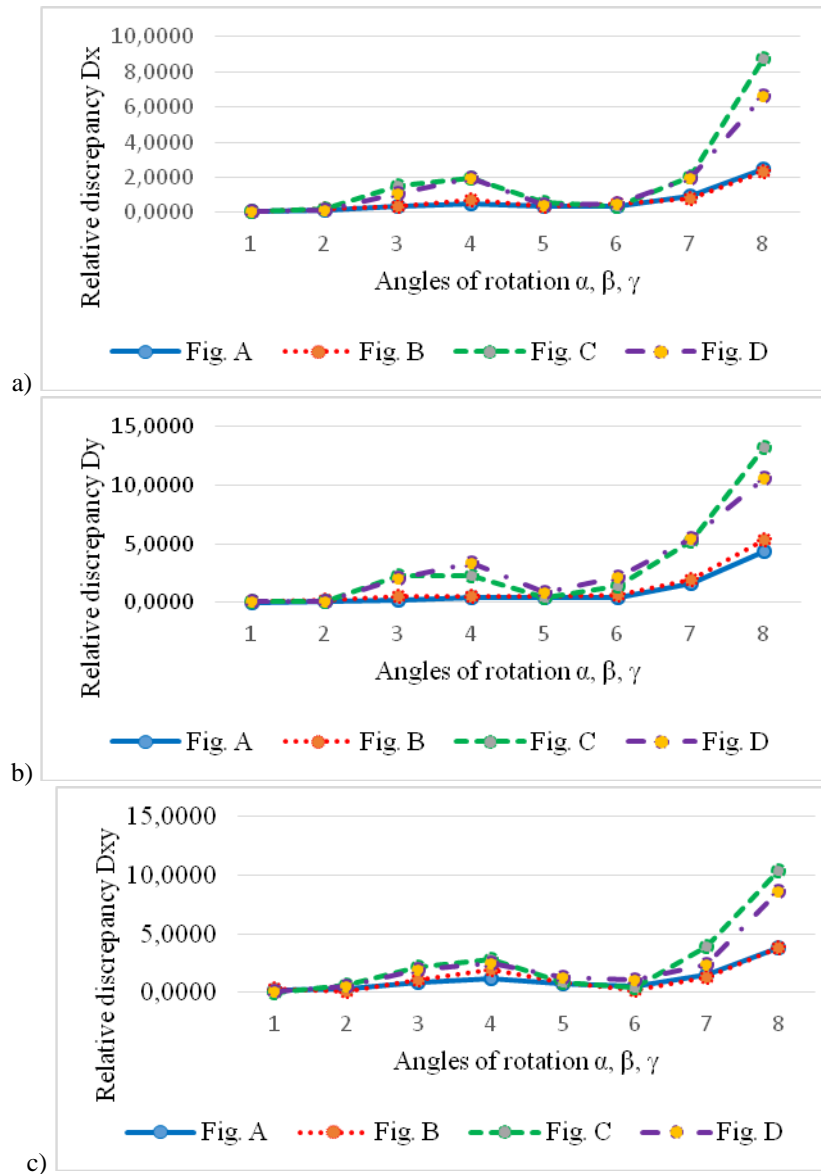 Relative discrepancy Dx
10,0000
8,0000
6,0000
4,0000
2,0000
0,0000
1 2 3 4 5 6 7 8
Angles of rotation α, β, γ
Fig. A Fig. B Fig. C Fig. D
a)
Relative discrepancy Dy
15,0000
10,0000
5,0000
0,0000
1 2 3 4 5 6 7 8
Angles of rotation α, β, γ
Fig. A Fig. B Fig. C Fig. D
b)
Relative discrepancy Dxy
15,0000
10,0000
5,0000
0,0000
1 2 3 4 5 6 7 8
Angles of rotation α, β, γ
Fig. A Fig. B Fig. C Fig. D
c)